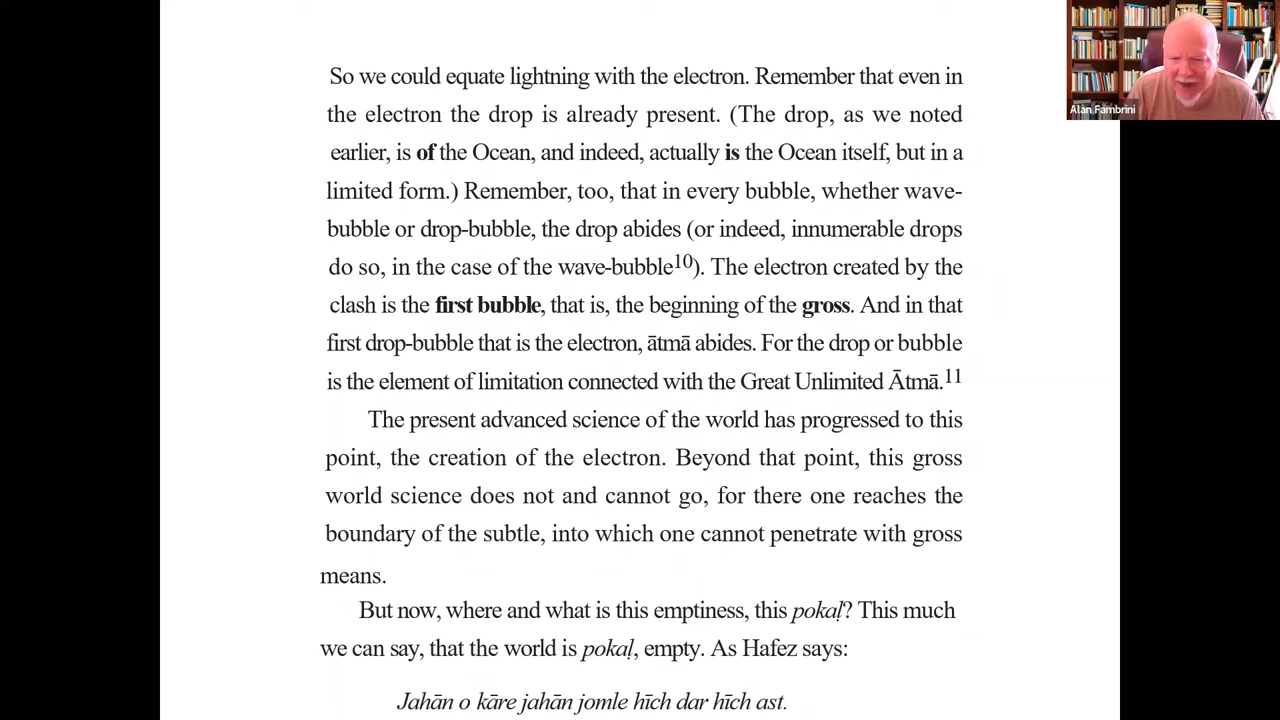 So we could equate lightning with the electron. Remember that even in
the electron the drop is already present. (The drop, as we noted
earlier, is of the Ocean, and indeed, actually is the Ocean itself, but in a
limited form.) Remember, too, that in every bubble, whether wave-
bubble or drop-bubble, the drop abides (or indeed, innumerable drops
do so, in the case of the wave-bubble10). The electron created by the
clash is the first bubble, that is, the beginning of the gross. And in that
first drop-bubble that is the electron, ātmā abides. For the drop or bubble
is the element of limitation connected with the Great Unlimited Ātmā.11
The present advanced science of the world has progressed to this
point, the creation of the electron. Beyond that point, this gross
world science does not and cannot go, for there one reaches the
boundary of the subtle, into which one cannot penetrate with gross
means.
But now, where and what is this emptiness, this pokaḷ? This much
we can say, that the world is pokaḷ, empty. As Hafez says:
Jahān o kāre jahān jomle hīch dar hīch ast.
Alan Fambrini